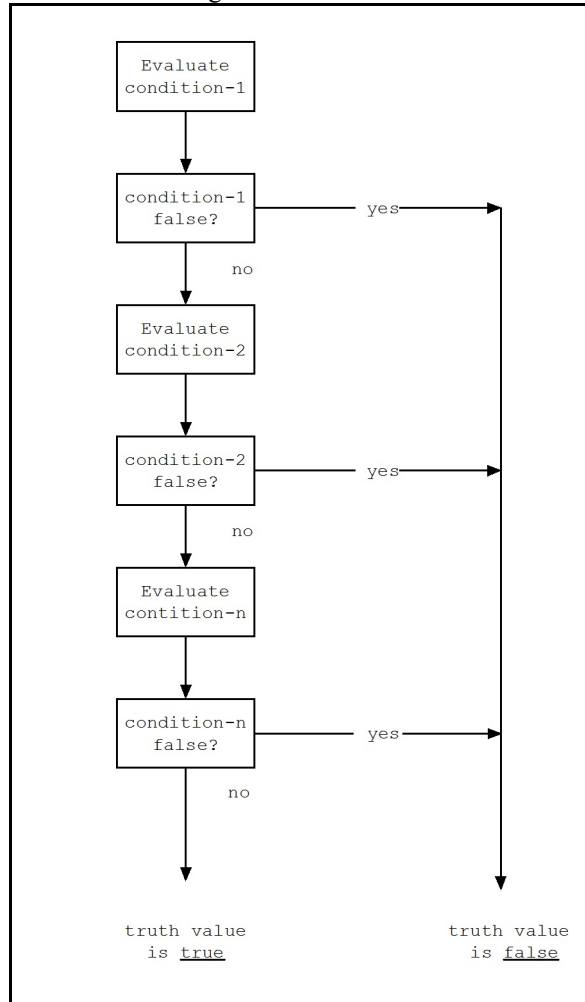 Evaluate
condition-1
condition-1
false?
yes
no
Evaluate
condition-2
condition-2
false?
yes
no
Evaluate
contition-n
condition-n
false?
yes
no
truth value
is true
truth value
is false